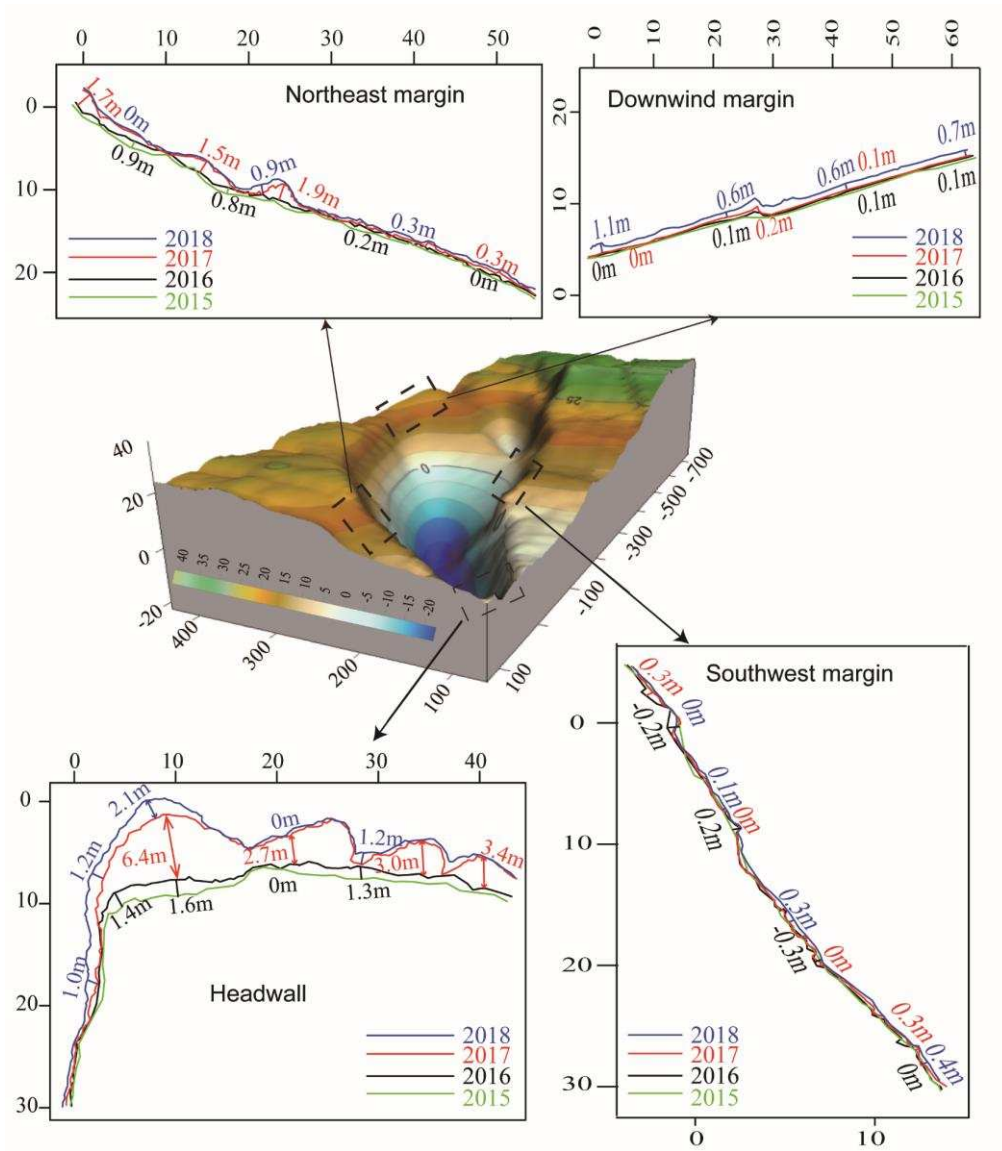 0 10 20 30 40 50
0 10 20 30 40 50 60
Northeast margin
Downwind margin
0
10
20
1.7m
0m
0.9m
1.5m
0.9m
0.8m
1.9m
0.2m
0.3m
0.3m
0m
2018
2017
2016
2015
20
10
0
1.1m
0m
0m
0.6m
0.1m
0.2m
0.6m
0.1m
0.1m
0.7m
0.1m
2018
2017
2016
2015
40
20
0
-20
0
25
40 35 30 25 20 15 10 5 0 -5 -10 -15 -20
400 300 200 100
100 -100 -300 -500 -700
0 10 20 30 40
0
10
20
30
2.1m
1.2m
6.4m
1.4m
1.6m
1.0m
0m
2.7m
0m
1.2m
3.0m
1.3m
3.4m
Headwall
2018
2017
2016
2015
Southwest margin
0
10
20
30
0.3m
0m
-0.2m
0.1m
0m
0.2m
0.3m
-0.3m
0m
0.3m
0.4m
0m
2018
2017
2016
2015
0 10